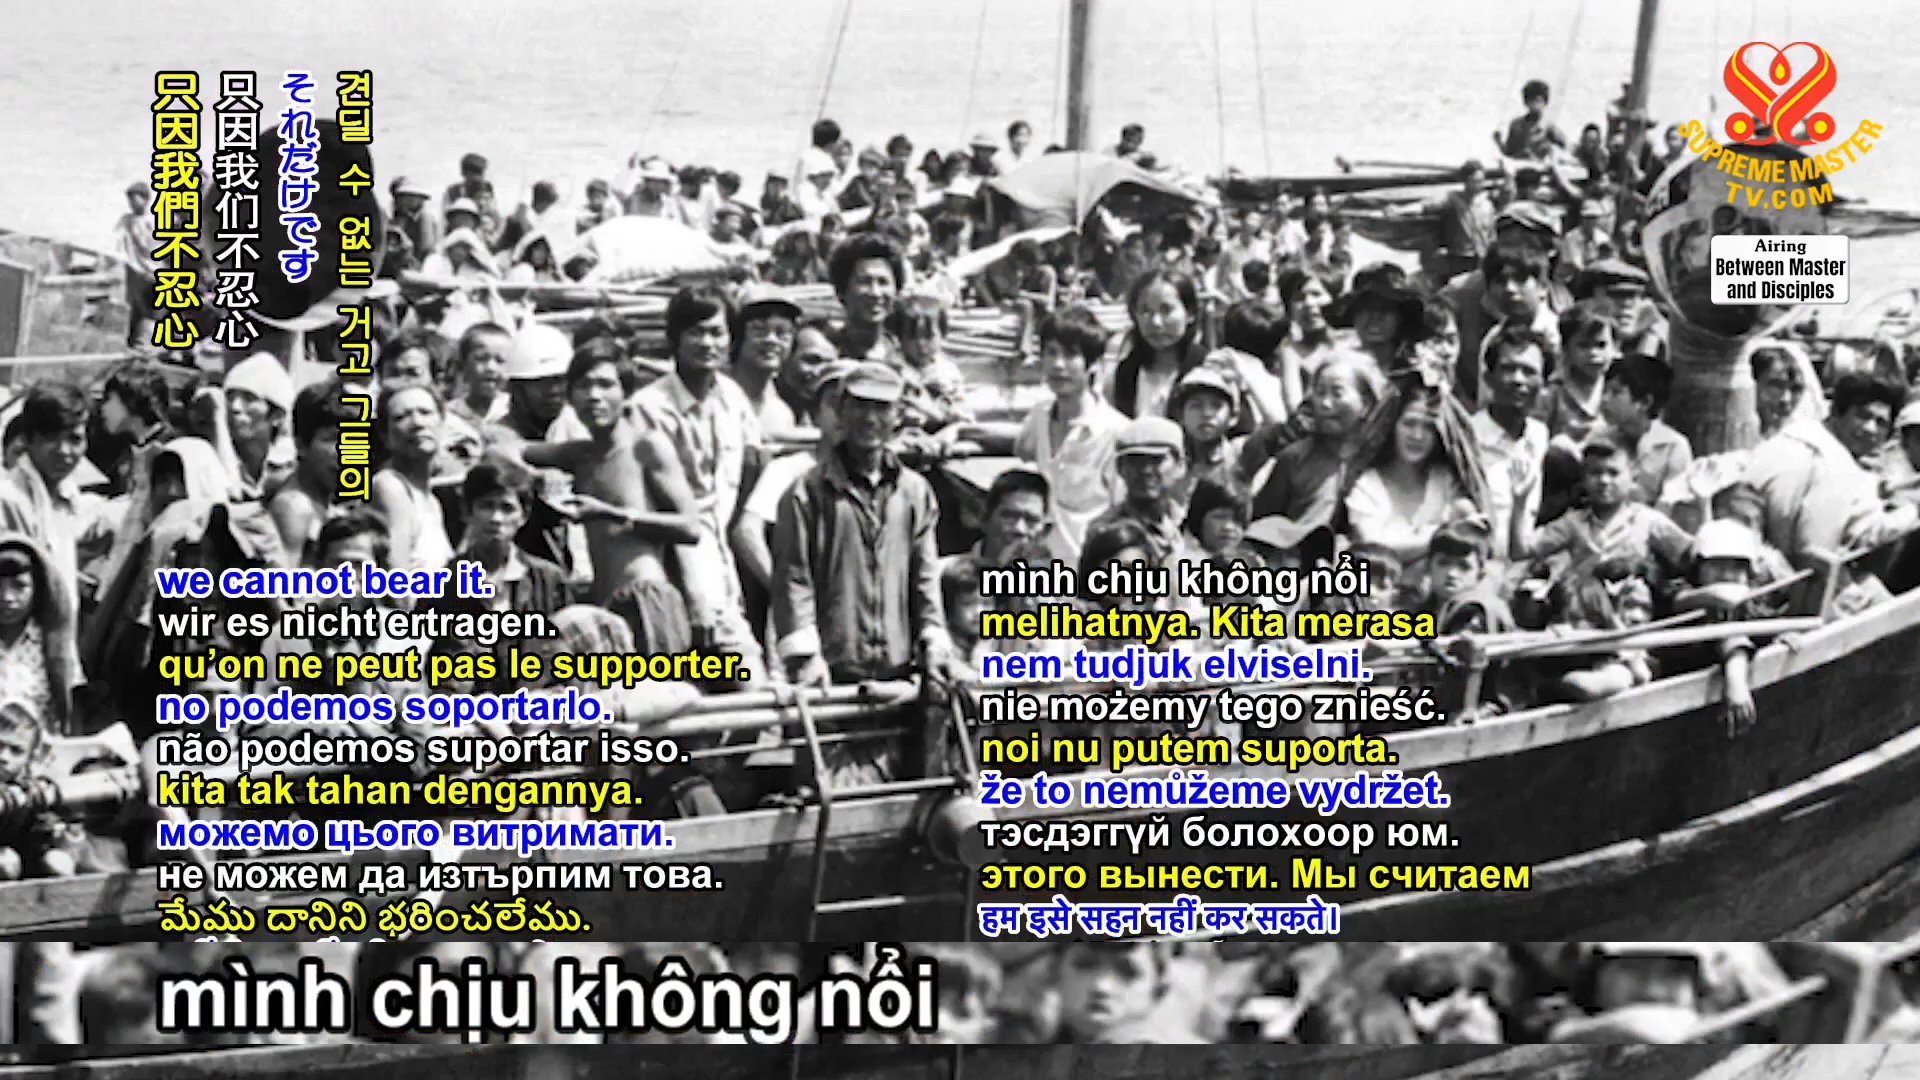 只因我們不忍心
只因我们不忍心
それだけです
견딜 수 없는 거고 그들의
SUPREME MASTER
TV.COM
Airing
Between Master
and Disciples
we cannot bear it.
wir es nicht ertragen.
qu’on ne peut pas le supporter.
no podemos soportarlo.
não podemos suportar isso.
kita tak tahan dengannya.
можемо цього витримати.
не можем да изтърпим това.
మేము దానిని భరించలేము.
mình chịu không nổi
melihatnya. Kita merasa
nem tudjuk elviselni.
nie możemy tego znieść.
noi nu putem suporta.
že to nemůžeme vydržet.
тэсдэггүй болохоор юм.
этого вынести. Мы считаем
हम इसे सहन नहीं कर सकते।
mình chịu không nổi